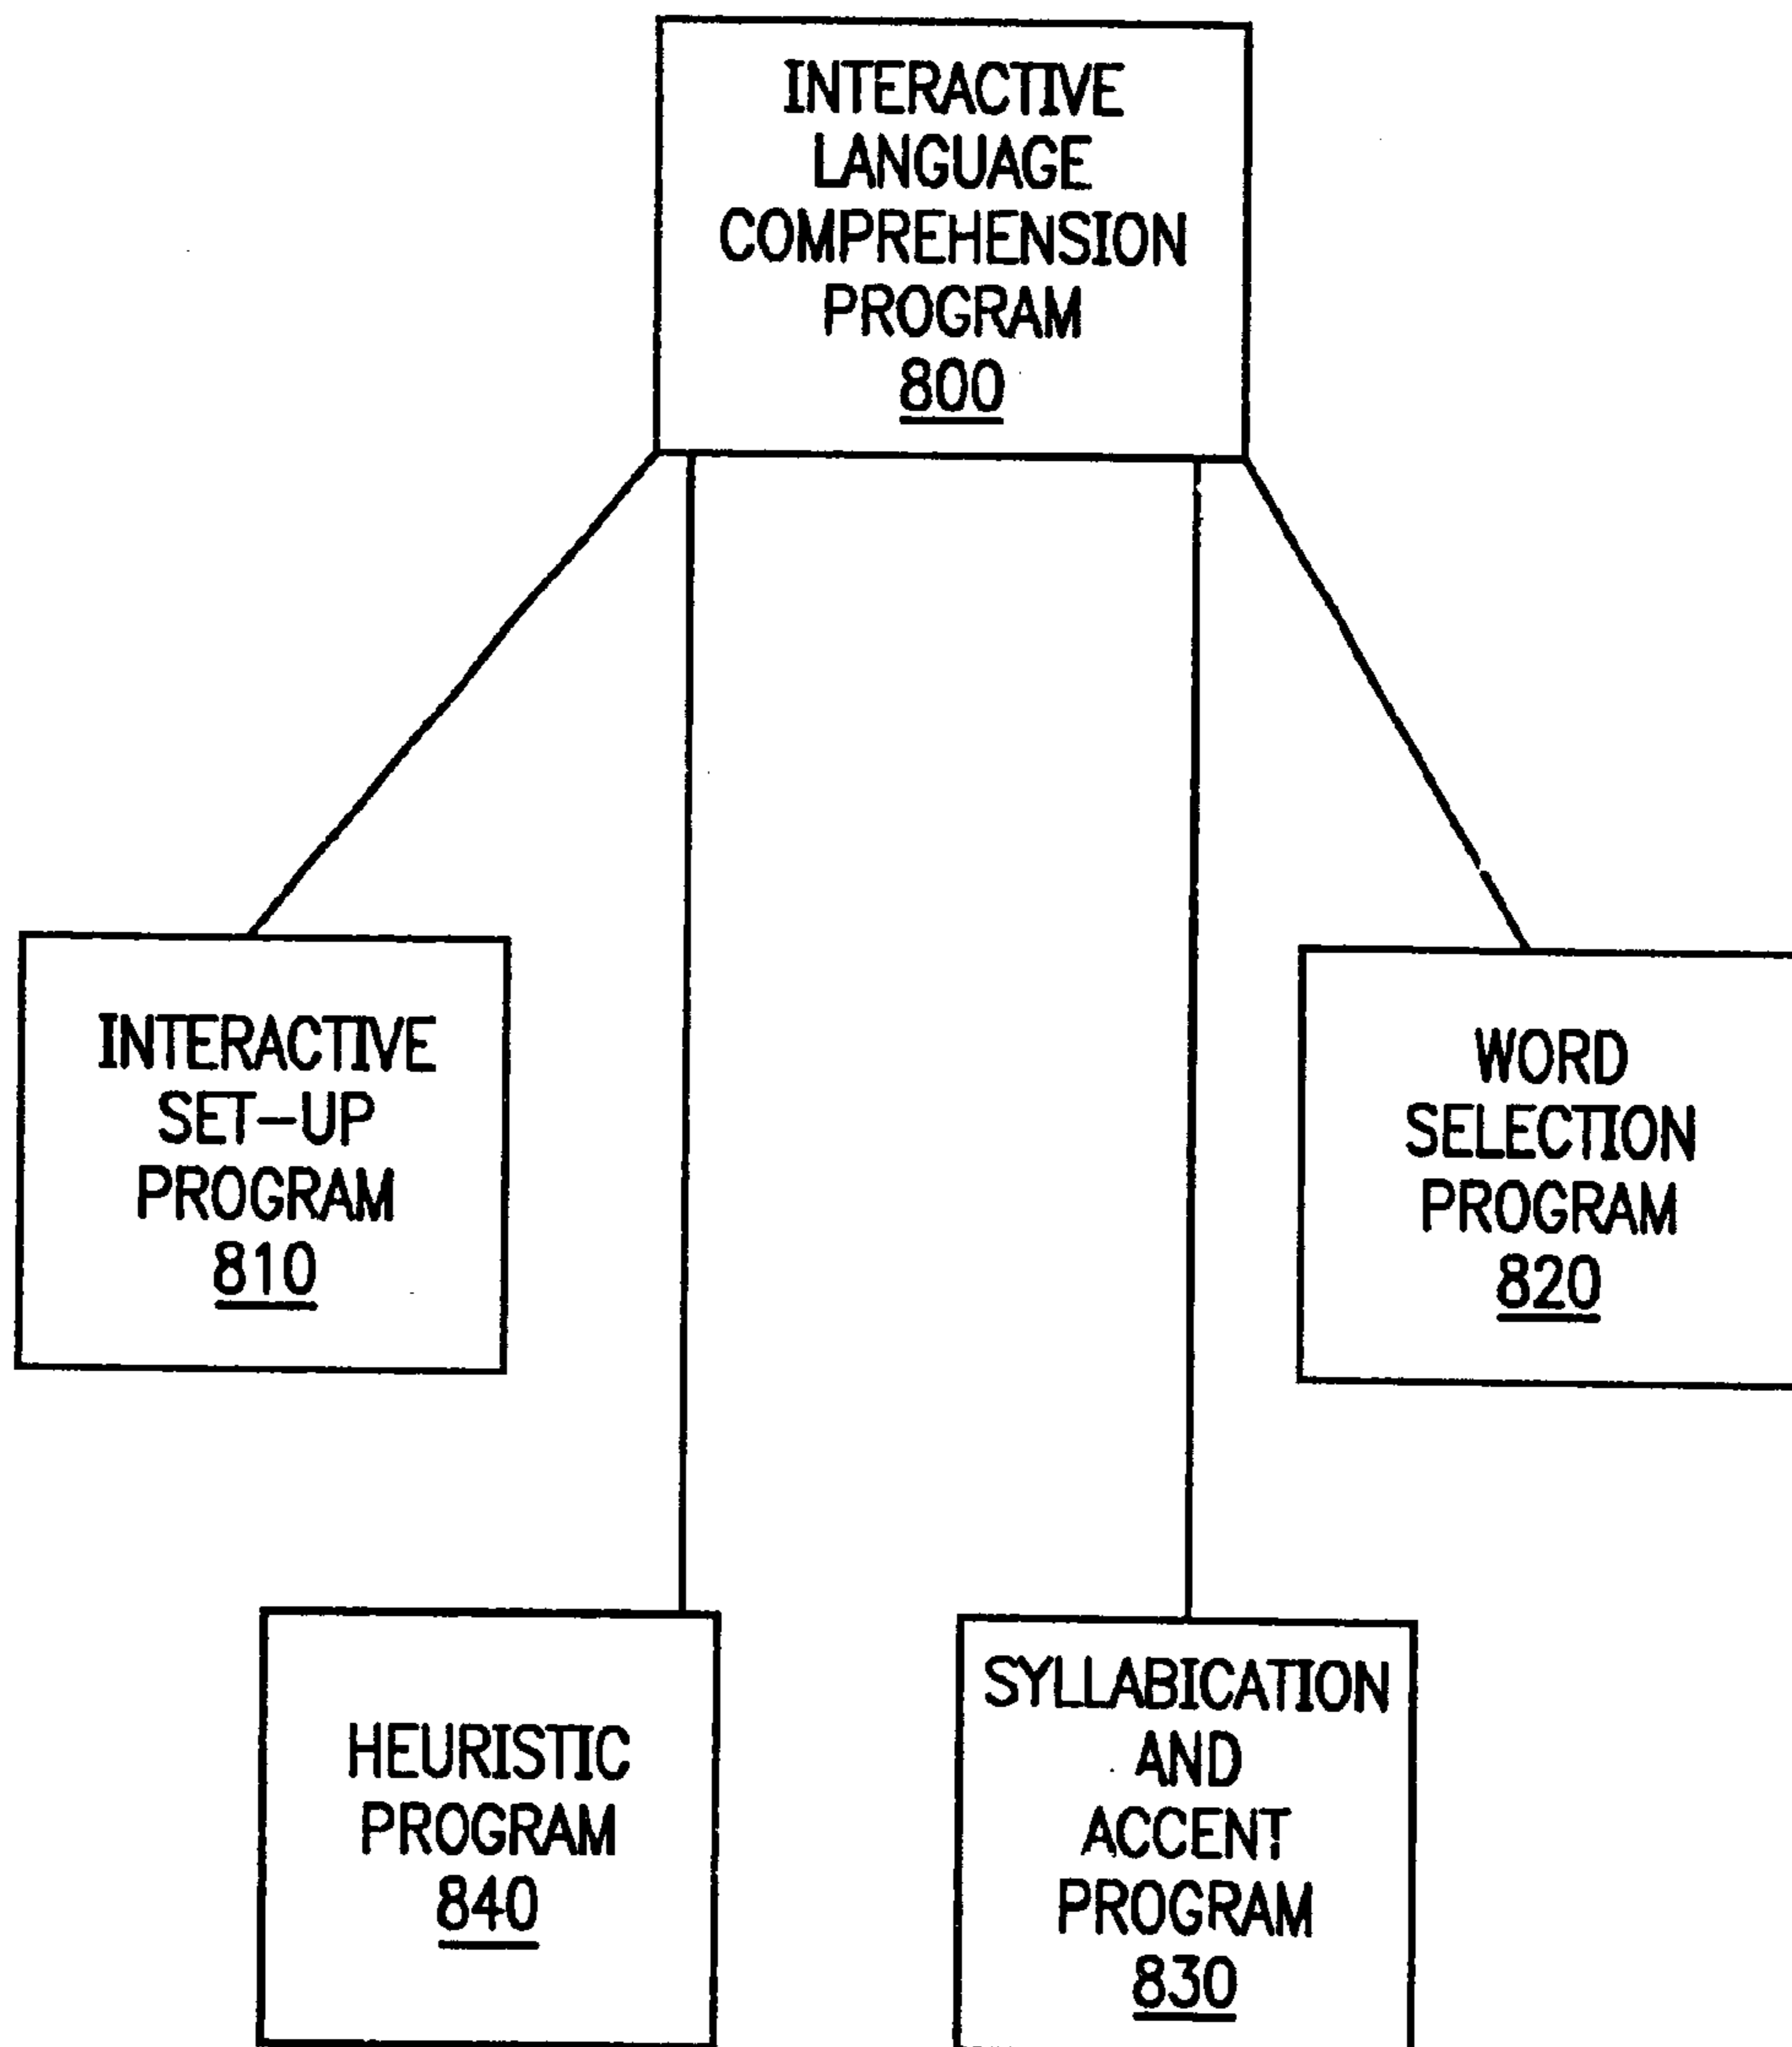 INTERACTIVE
LANGUAGE
COMPREHENSION
PROGRAM
800
INTERACTIVE
SET-UP
PROGRAM
810
WORD
SELECTION
PROGRAM
820
HEURISTIC
PROGRAM
840
SYLLABICATION
AND
ACCENT
PROGRAM
830